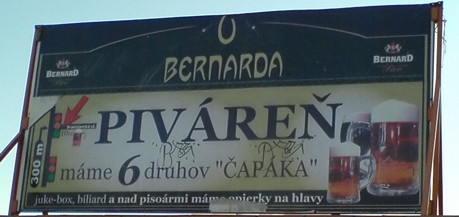 BERNARDA
BERNARD
BERNARD
PIVÁREŇ
máme 6 druhov "ČAPÁKA"
300 m
juke-box, biliard a nad pisoármi máme opierky na hlavy